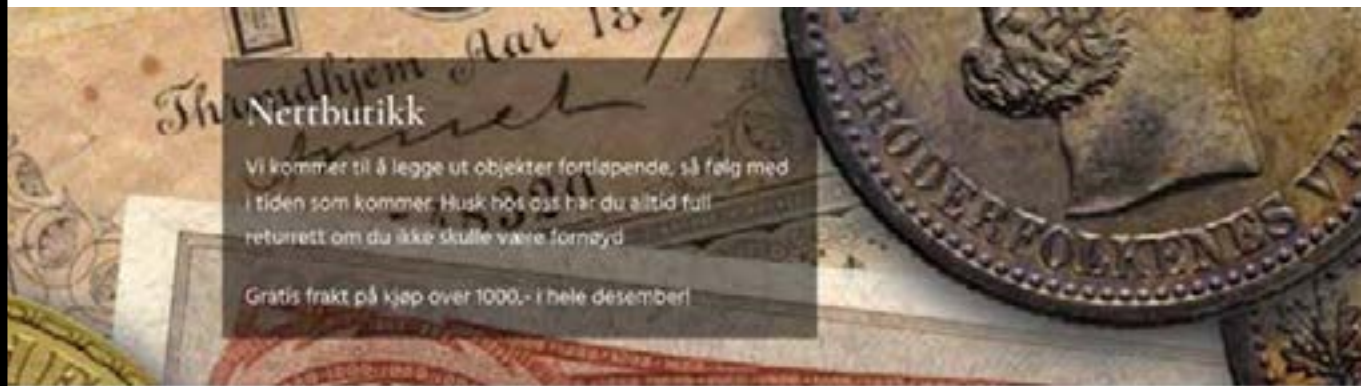 Throndhjem Aar 18
Nettbutikk
Vi kommer til å legge ut objekter fortløpende, så følg med
i tiden som kommer. Husk hos oss har du alltid full
returrett om du ikke skulle være fornøyd
Gratis frakt på kjøp over 1000,- i hele desember!
BRODERFOLKENES VE